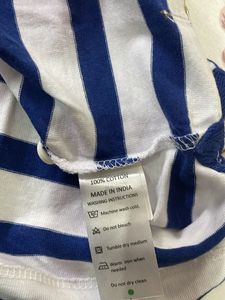 100% COTTON
MADE IN INDIA
WASHING INSTRUCTIONS
Machine wash cold.
Do not bleach
Tumble dry medium
Warm iron when
needed
Do not dry clean